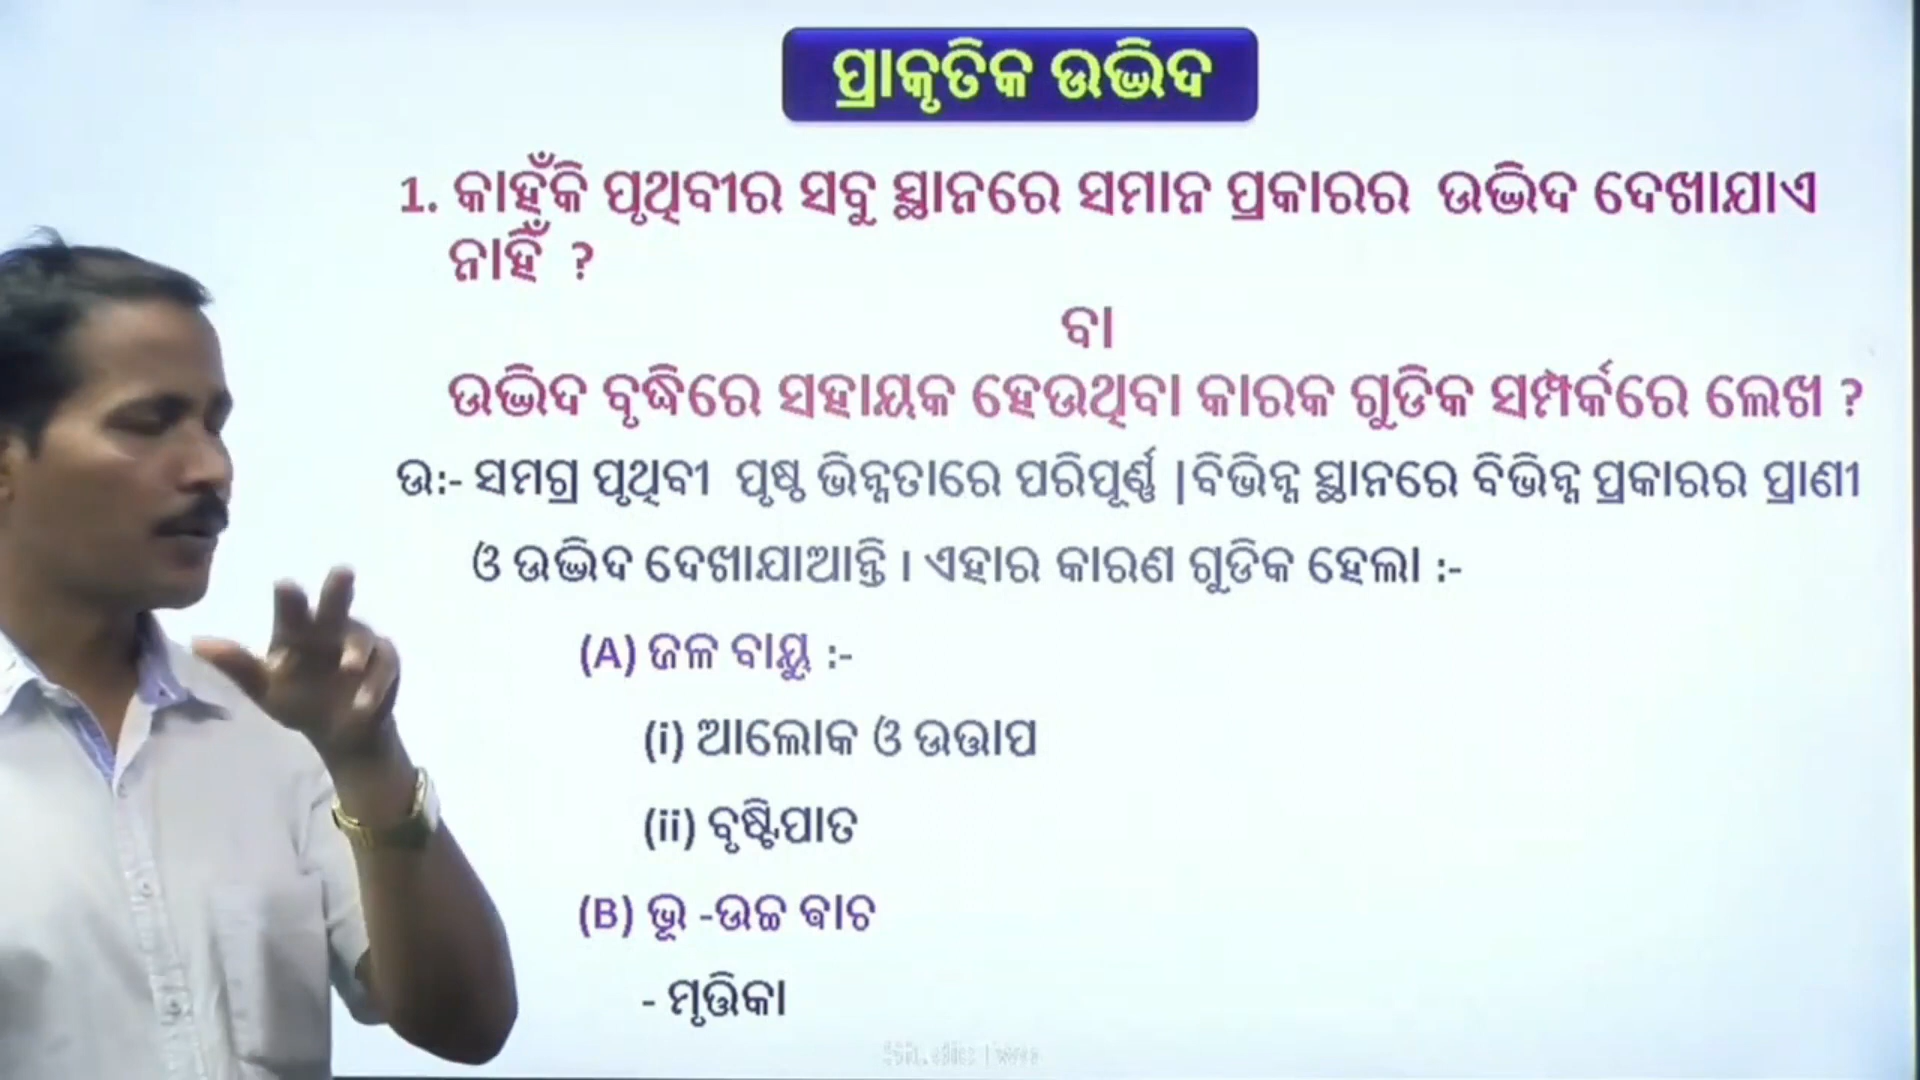 ପ୍ରାକୃତିକ ଉଦ୍ଭିଦ
1. କାହିଁକି ପୃଥିବୀର ସବୁ ସ୍ଥାନରେ ସମାନ ପ୍ରକାରର ଉଦ୍ଭିଦ ଦେଖାଯାଏ
ନାହିଁ ?
ବା
ଉଦ୍ଭିଦ ବୃଦ୍ଧିରେ ସହାୟକ ହେଉଥିବା କାରକ ଗୁଡିକ ସମ୍ପର୍କରେ ଲେଖ ?
ଉ:- ସମଗ୍ର ପୃଥିବୀ ପୃଷ୍ଠ ଭିନ୍ନତାରେ ପରିପୂର୍ଣ୍ଣ |ବିଭିନ୍ନ ସ୍ଥାନରେ ବିଭିନ୍ନ ପ୍ରକାରର ପ୍ରାଣୀ
ଓ ଉଦ୍ଭିଦ ଦେଖାଯାଆନ୍ତି । ଏହାର କାରଣ ଗୁଡିକ ହେଲା :-
(A) ଜଳ ବାୟୁ :-
(i) ଆଲୋକ ଓ ଉତ୍ତାପ
(ii) ବୃଷ୍ଟିପାତ
(B) ଭୂ -ଉଚ୍ଚ ବାଚ
- ମୃତ୍ତିକା